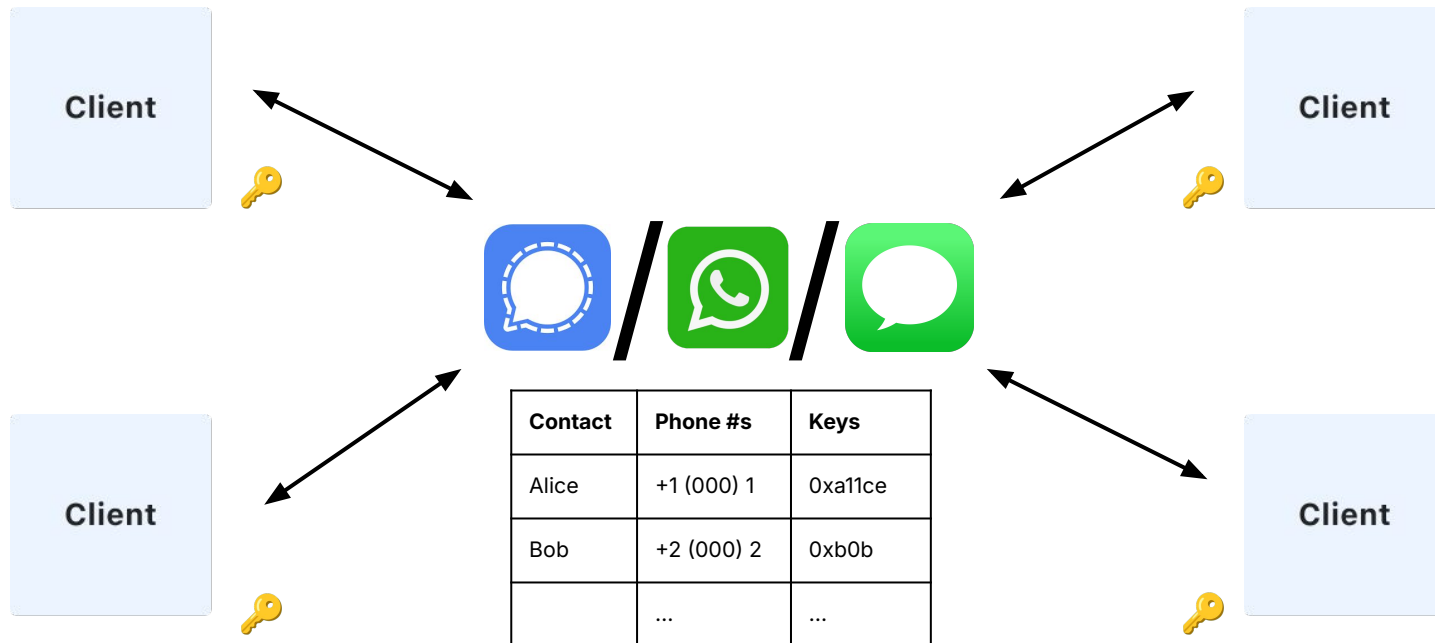 Client
Client
Contact Phone #s Keys
Alice +1 (000) 1 0xa11ce
Bob +2 (000) 2 0xb0b
... ...
Client
Client